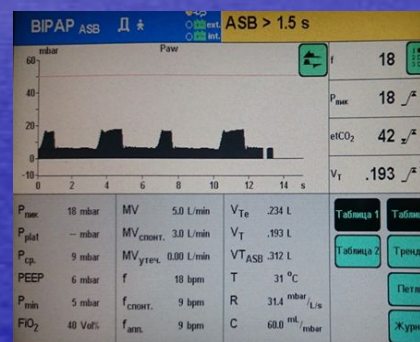 BIPAP ASB Д ext. int. ASB > 1.5 s
mbar Paw
60
40
20
0
-10
0 2 4 6 8 10 12 14 s
f 18
Pпик 18
etCO2 42
VT .193
Pпик 18 mbar MV 5.0 L/min VTe .234 L
Pplat -- mbar MVспонт. 3.0 L/min VT .193 L
Pср. 9 mbar MVутеч. 0.00 L/min VTASB .312 L
PEEP 6 mbar f 18 bpm T 31 °C
Pmin 5 mbar fспонт. 9 bpm R 31.4 mbar/L/s
FiO2 40 Vol% fапп. 9 bpm C 60.0 mL/mbar
Таблица 1 Таблиц
Таблица 2 Тренд
Петл
Журн